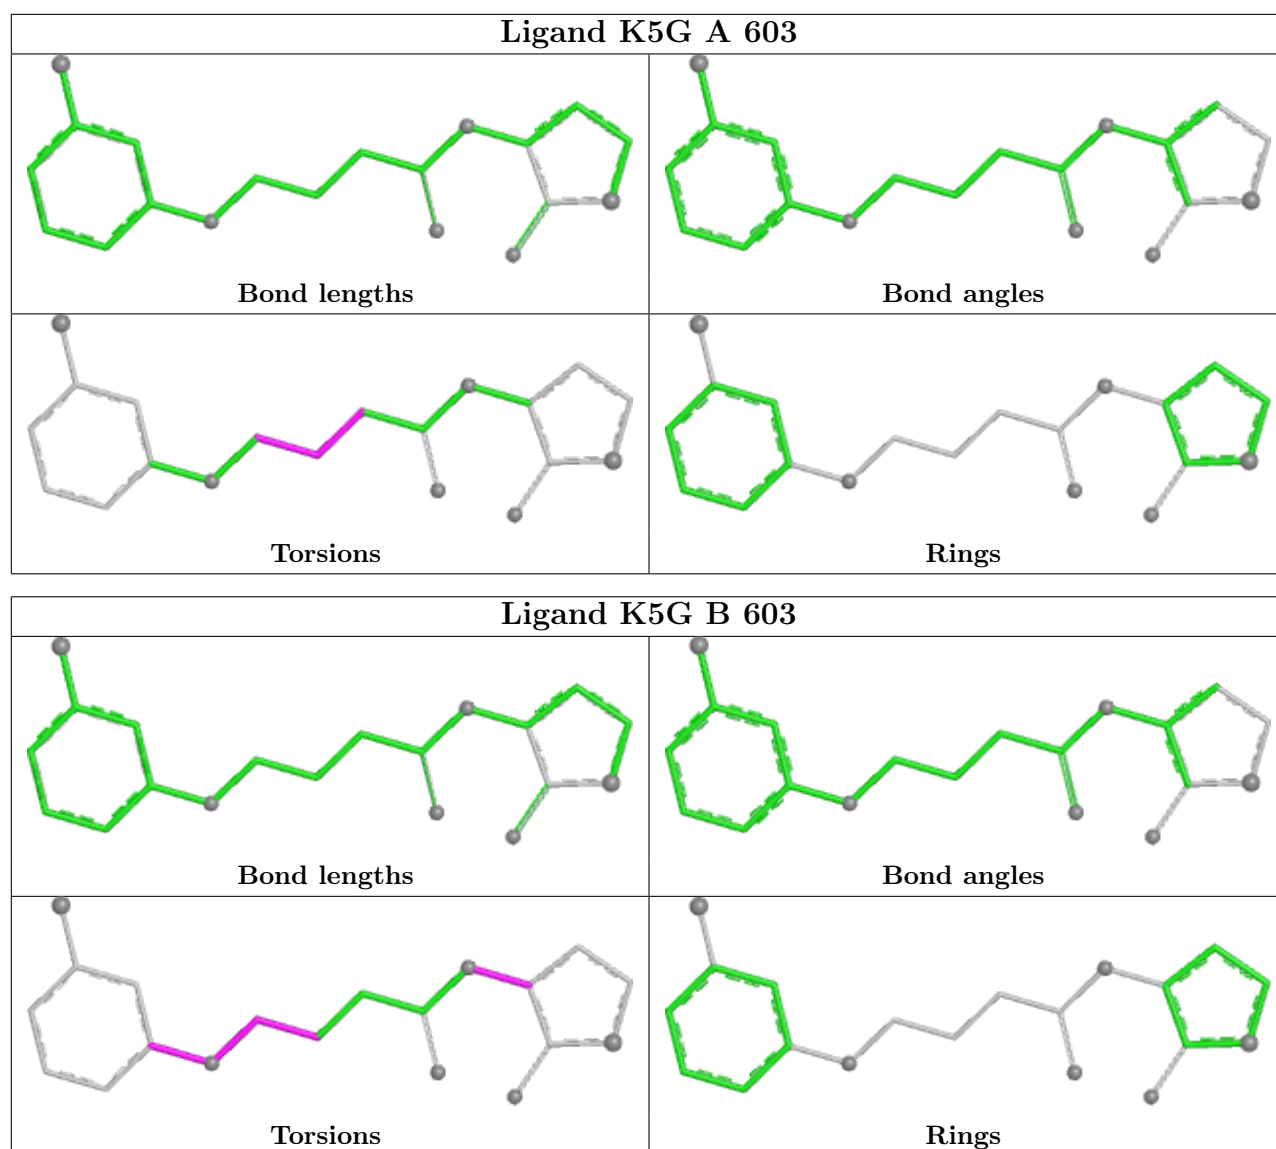 Ligand K5G A 603
Bond lengths
Bond angles
Torsions
Rings
Ligand K5G B 603
Bond lengths
Bond angles
Torsions
Rings